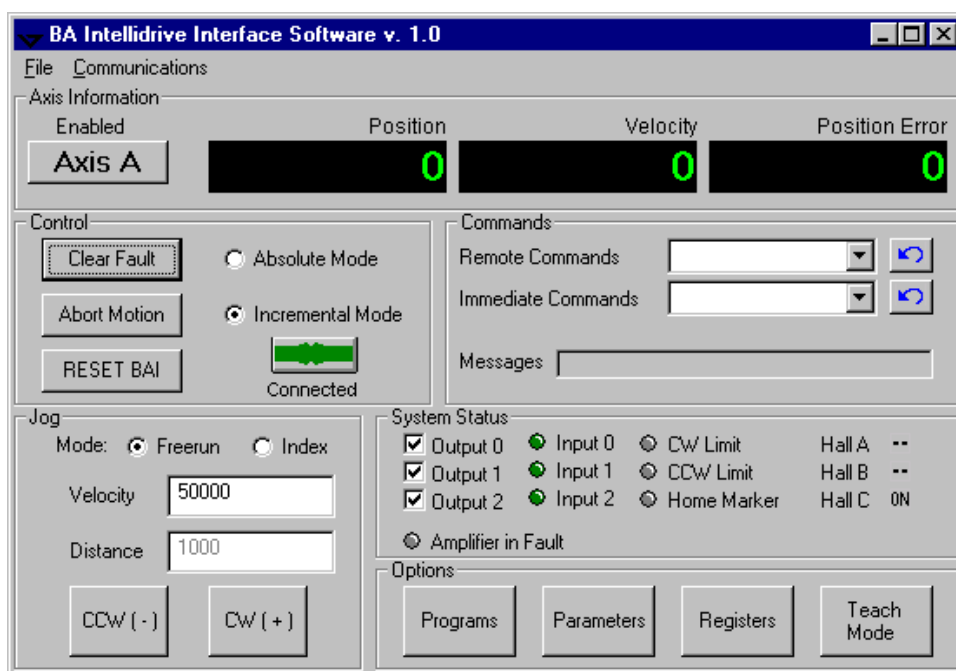 BA Intellidrive Interface Software v. 1.0
File Communications
Axis Information
Enabled Position Velocity Position Error
Axis A 0 0 0
Control
Clear Fault Absolute Mode
Abort Motion Incremental Mode
RESET BAI Connected
Commands
Remote Commands
Immediate Commands
Messages
Jog
Mode: Freerun Index
Velocity 50000
Distance 1000
CCW ( - ) CW ( + )
System Status
Output 0 Input 0 CW Limit Hall A --
Output 1 Input 1 CCW Limit Hall B --
Output 2 Input 2 Home Marker Hall C ON
Amplifier in Fault
Options
Programs Parameters Registers Teach Mode